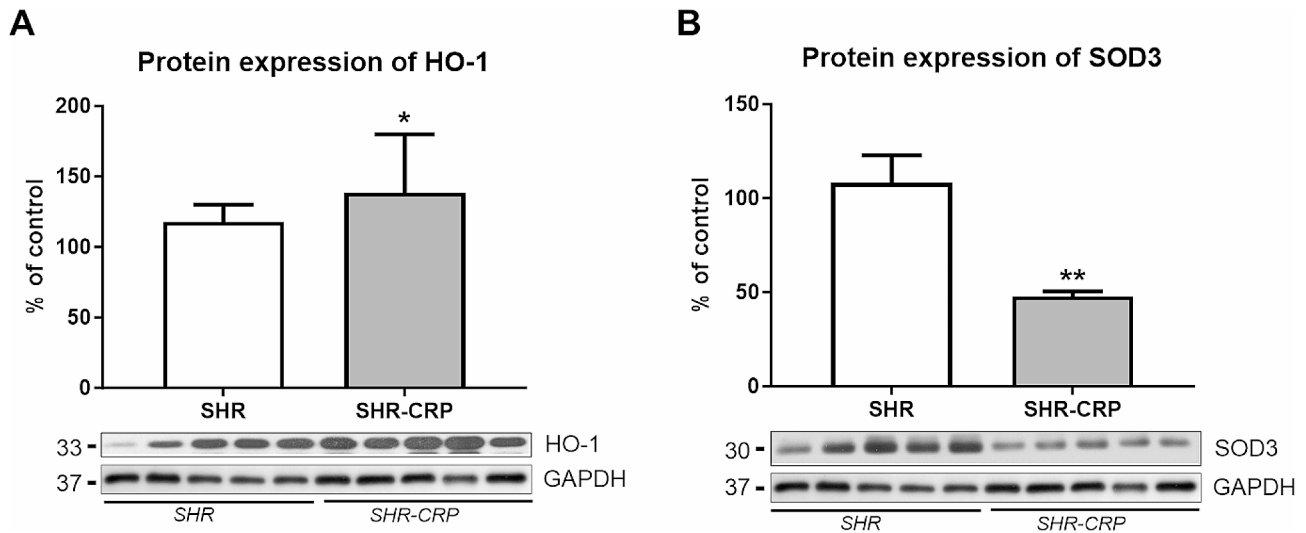 A
Protein expression of HO-1
% of control
200
150
100
50
0
*
SHR
SHR-CRP
33
HO-1
37
GAPDH
SHR
SHR-CRP
B
Protein expression of SOD3
% of control
150
100
50
0
**
SHR
SHR-CRP
30
SOD3
37
GAPDH
SHR
SHR-CRP